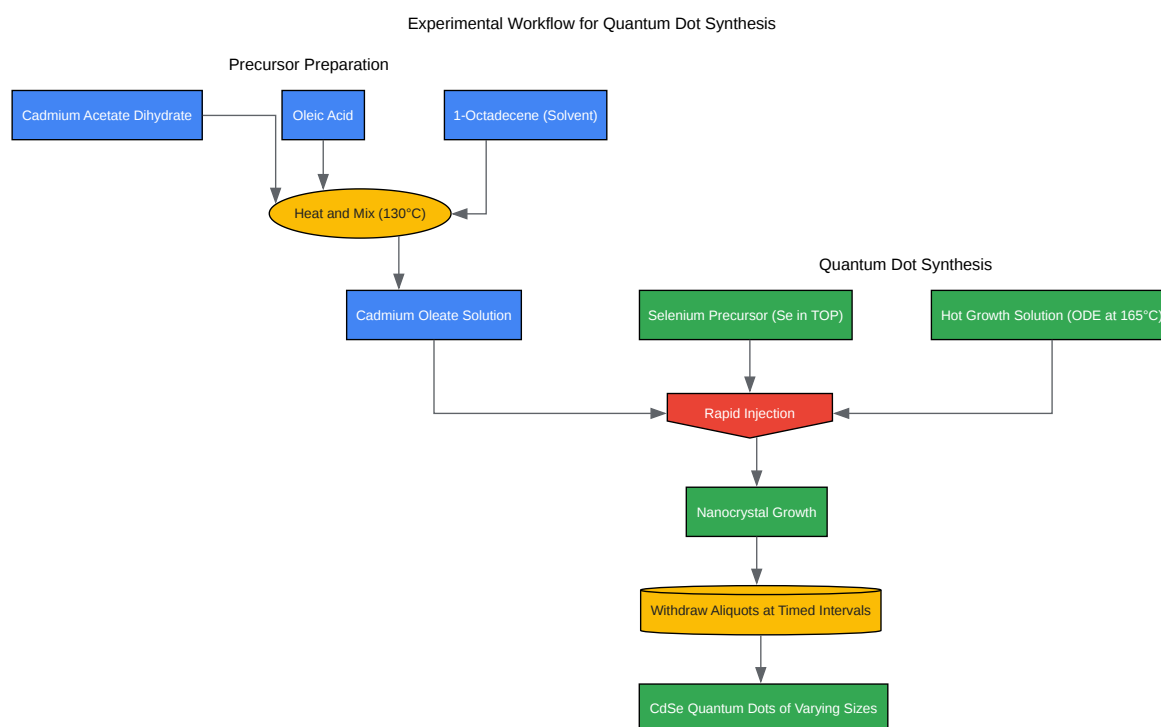 Experimental Workflow for Quantum Dot Synthesis
Precursor Preparation
Cadmium Acetate Dihydrate
Oleic Acid
1-Octadecene (Solvent)
Heat and Mix (130°C)
Quantum Dot Synthesis
Cadmium Oleate Solution
Selenium Precursor (Se in TOP)
Hot Growth Solution (ODE at 165°C)
Rapid Injection
Nanocrystal Growth
Withdraw Aliquots at Timed Intervals
CdSe Quantum Dots of Varying Sizes